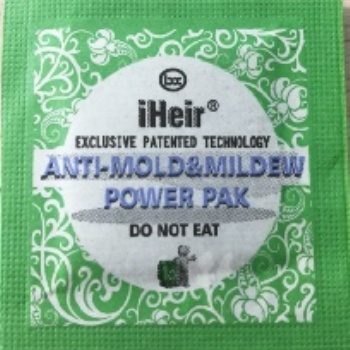 iHeir®
EXCLUSIVE PATENTED TECHNOLOGY
ANTI-MOLD&MILDEW
POWER PAK
DO NOT EAT